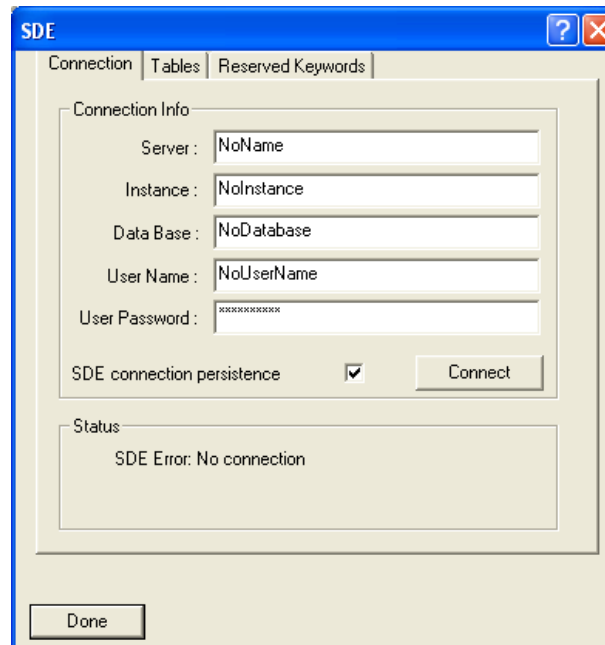 SDE
Connection Tables Reserved Keywords
Connection Info
Server : NoName
Instance : NoInstance
Data Base : NoDatabase
User Name : NoUserName
User Password : **********
SDE connection persistence Connect
Status
SDE Error: No connection
Done